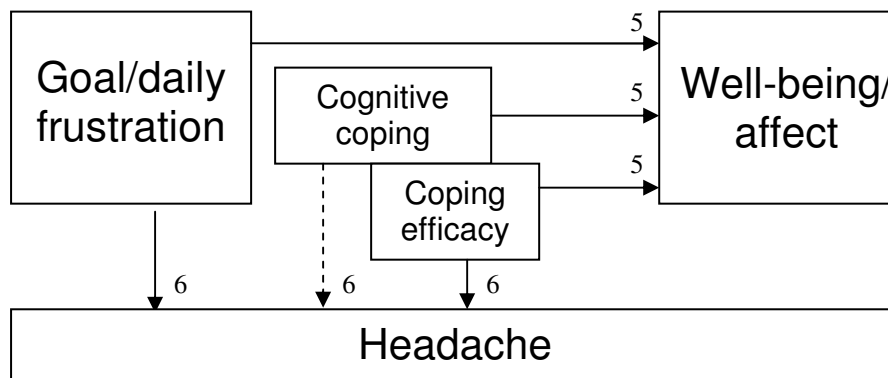 Goal/daily
frustration
5
Cognitive
coping
5
Well-being/
affect
Coping
efficacy
5
6
6
6
Headache